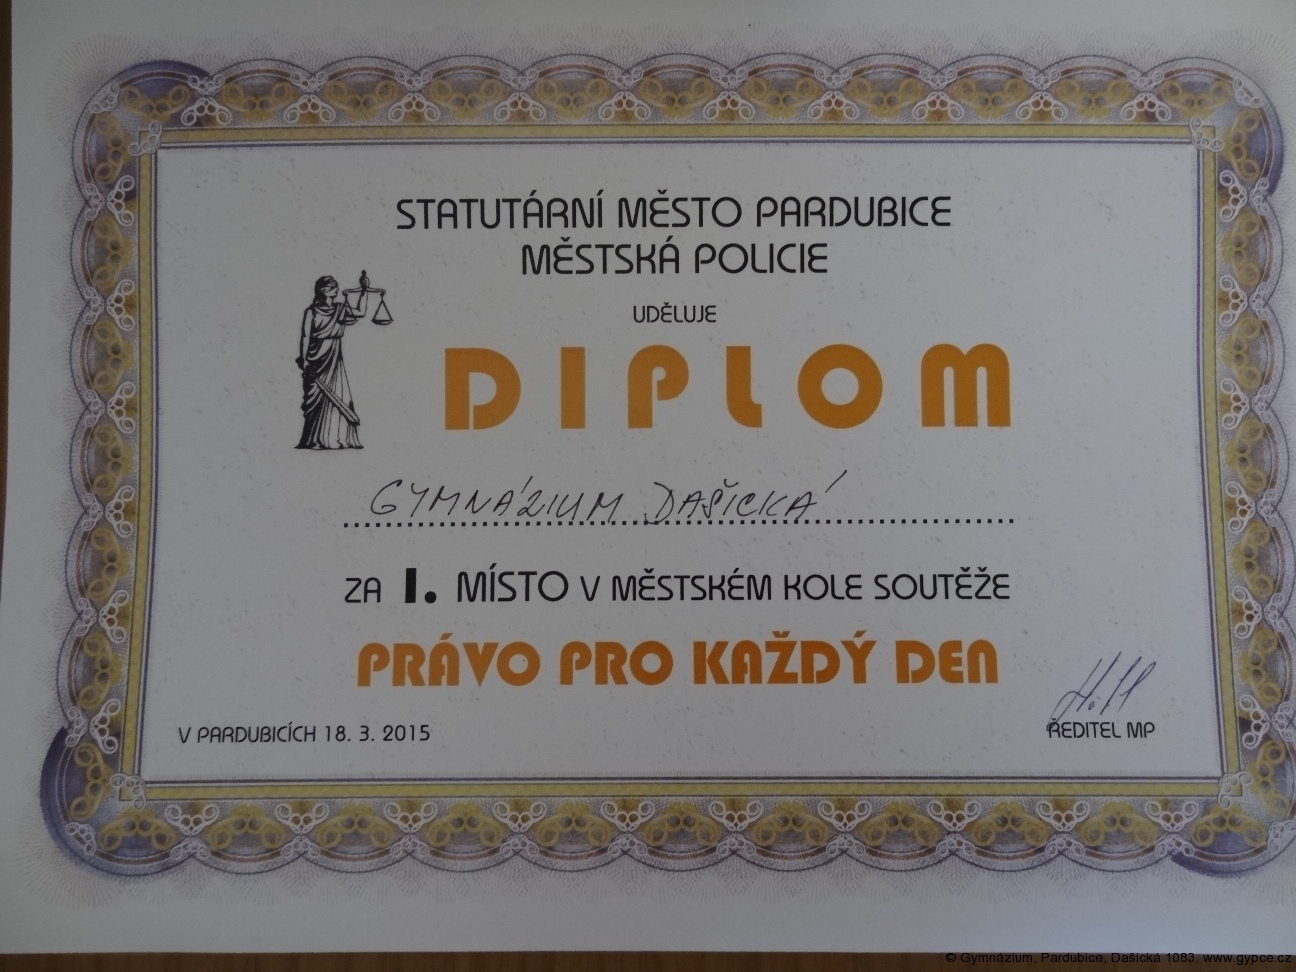 STATUTÁRNÍ MĚSTO PARDUBICE
MĚSTSKÁ POLICIE
UDĚLUJE
DIPLOM
GYMNÁZIUM DAŠICKÁ
ZA I. MÍSTO V MĚSTSKÉM KOLE SOUTĚŽE
PRÁVO PRO KAŽDÝ DEN
V PARDUBICÍCH 18. 3. 2015
ŘEDITEL MP
© Gymnázium, Pardubice, Dašická 1083, www.gypce.cz